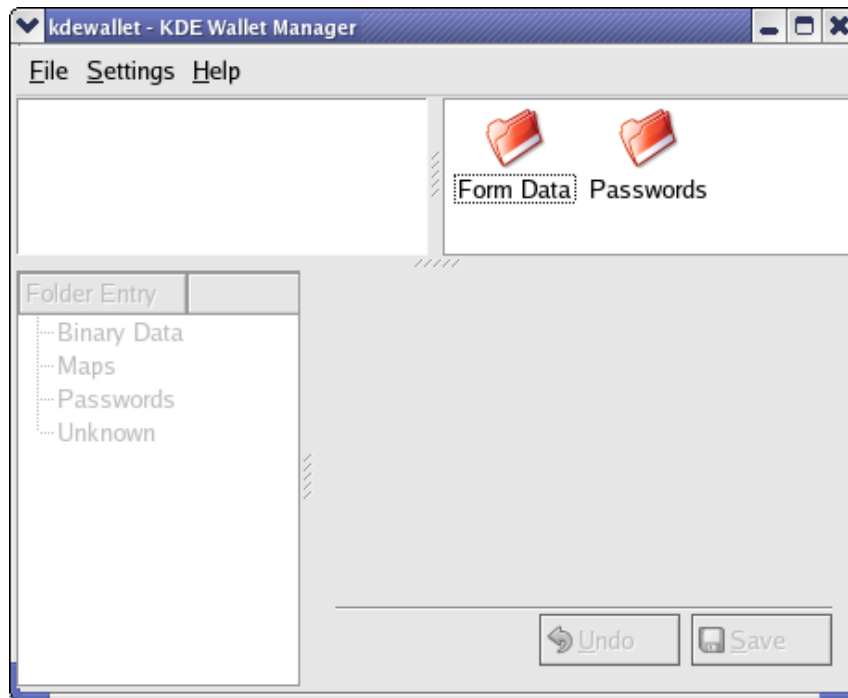 kdewallet - KDE Wallet Manager
File Settings Help
Form Data Passwords
Folder Entry
Binary Data
Maps
Passwords
Unknown
Undo Save